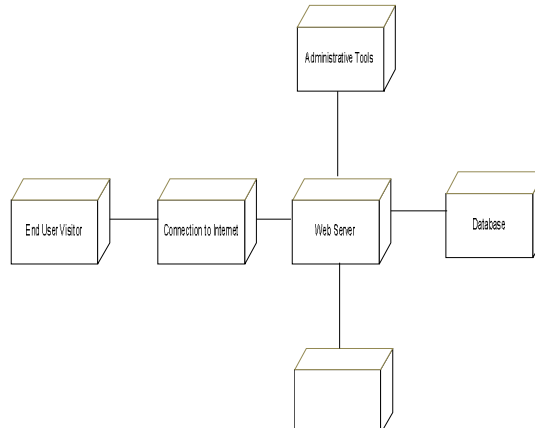 Administrative Tools
End User Visitor
Connection to Internet
Web Server
Database